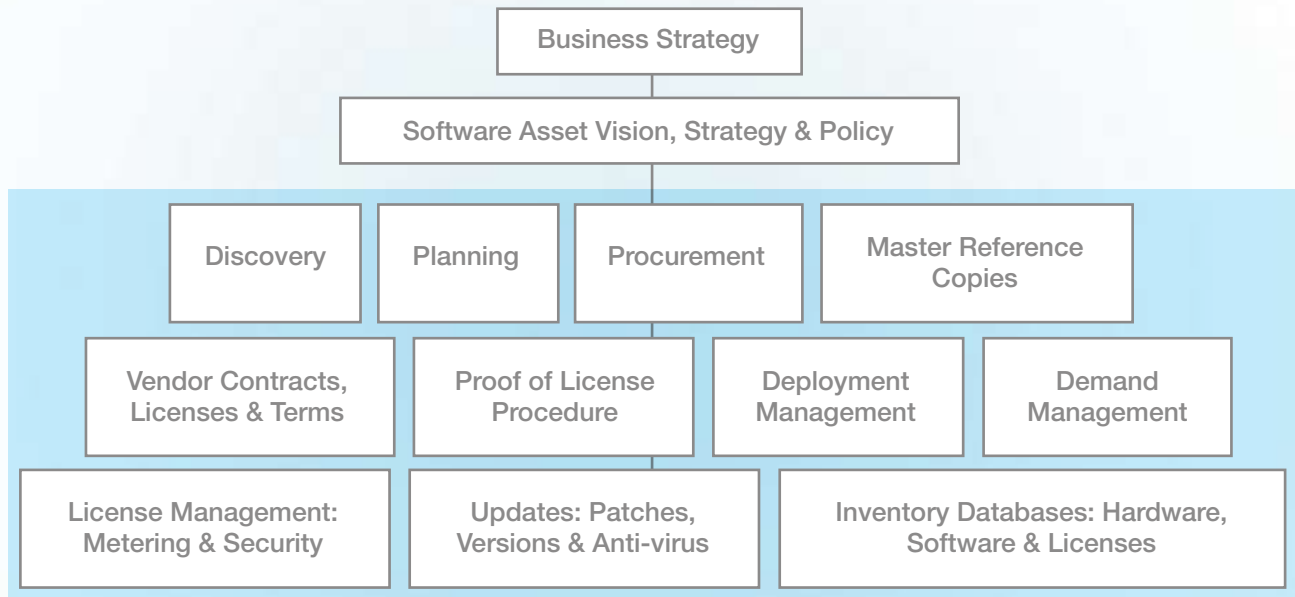 Business Strategy
Software Asset Vision, Strategy & Policy
Discovery
Planning
Procurement
Master Reference
Copies
Vendor Contracts,
Licenses & Terms
Proof of License
Procedure
Deployment
Management
Demand
Management
License Management:
Metering & Security
Updates: Patches,
Versions & Anti-virus
Inventory Databases: Hardware,
Software & Licenses